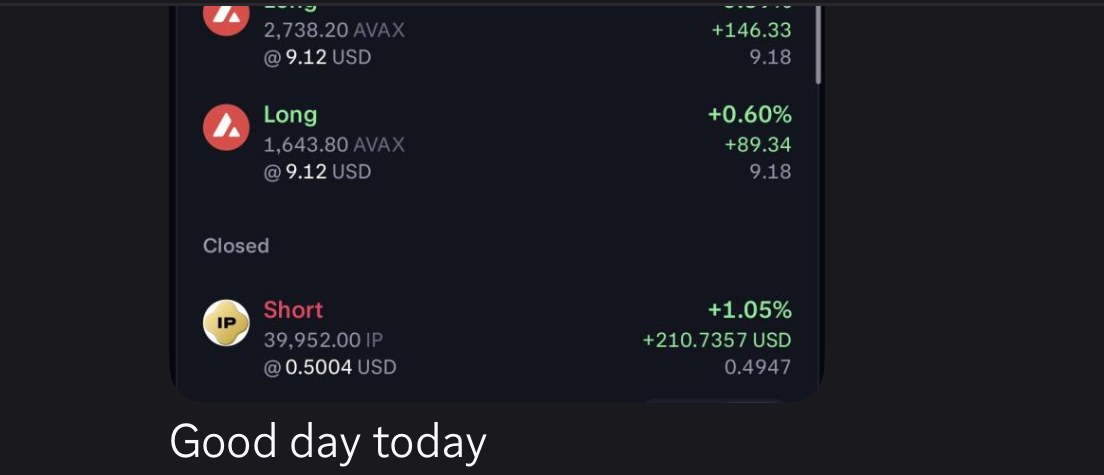 2,738.20 AVAX
+146.33
@ 9.12 USD
9.18
Long
+0.60%
1,643.80 AVAX
+89.34
@ 9.12 USD
9.18
Closed
IP
Short
+1.05%
39,952.00 IP
+210.7357 USD
@ 0.5004 USD
0.4947
Good day today